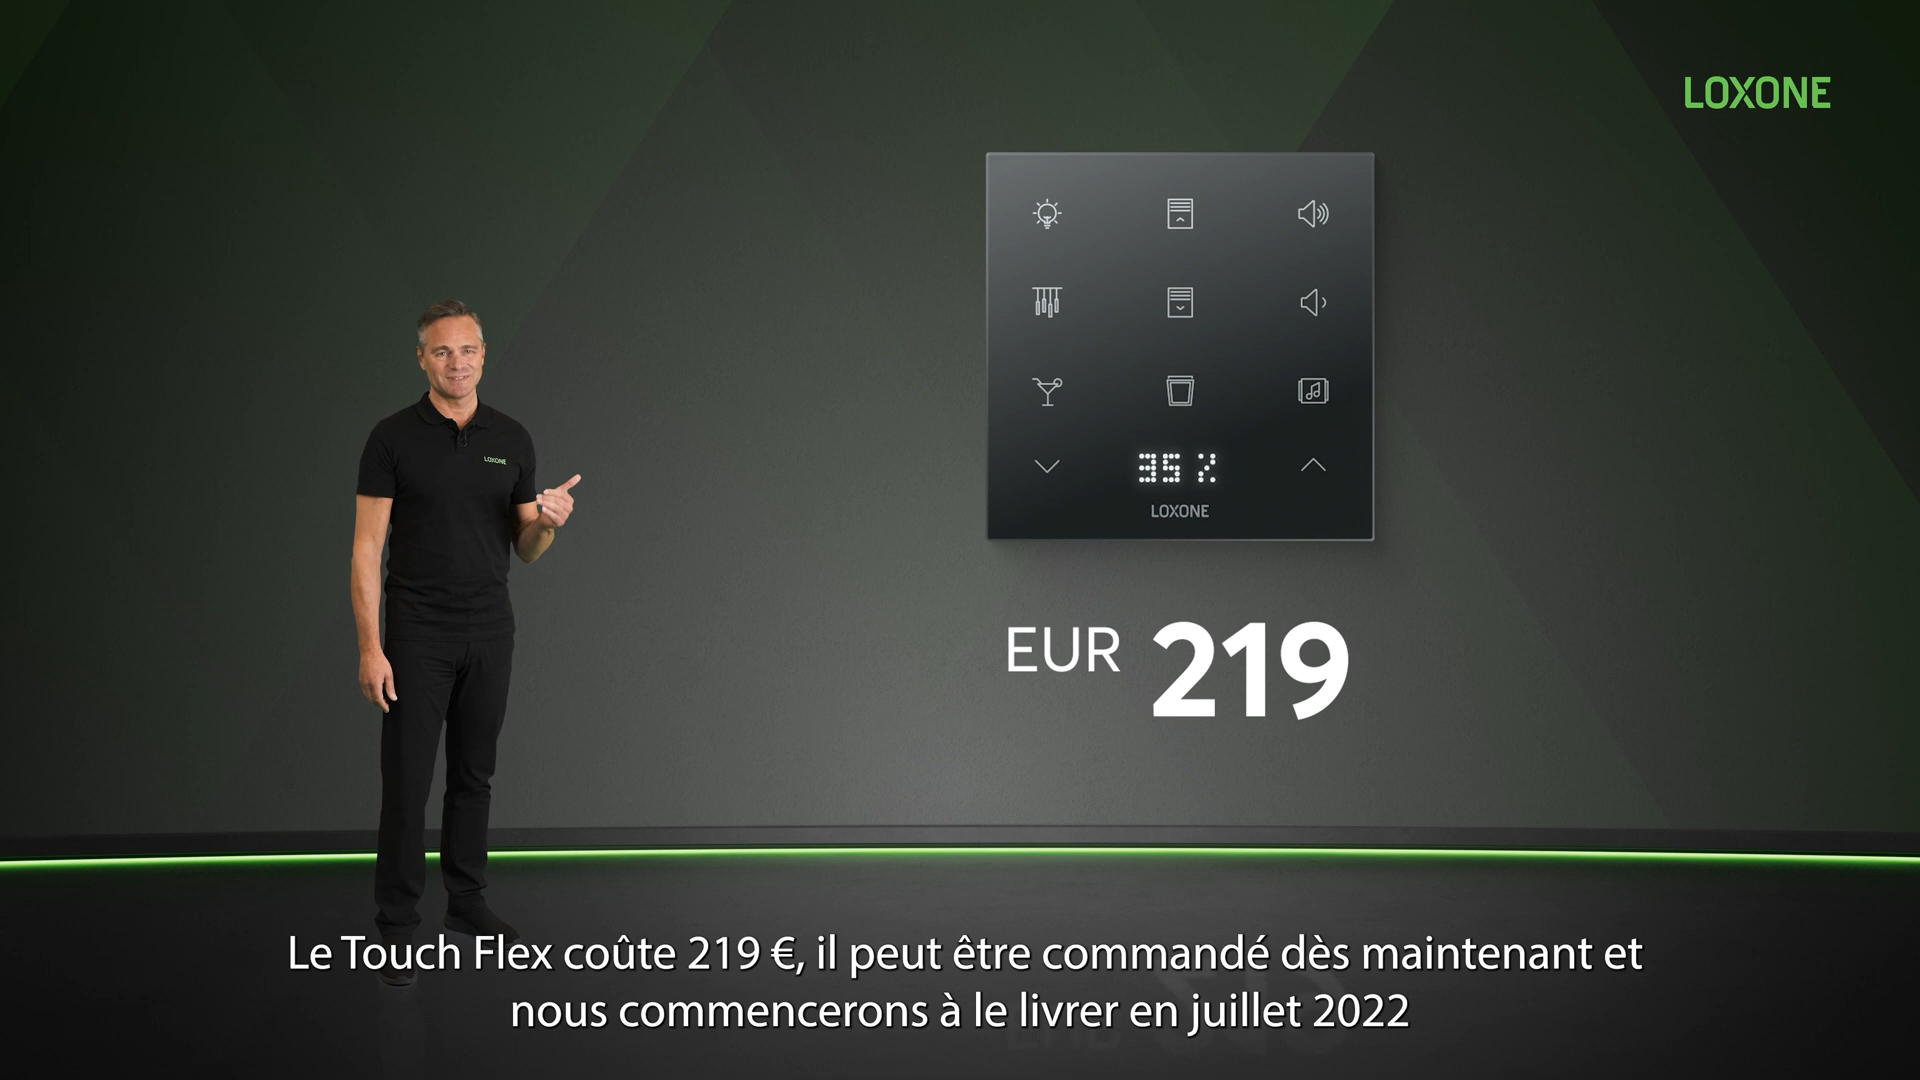 LOXONE
LOXONE
35 %
LOXONE
EUR 219
Le Touch Flex coûte 219 €, il peut être commandé dès maintenant et
nous commencerons à le livrer en juillet 2022